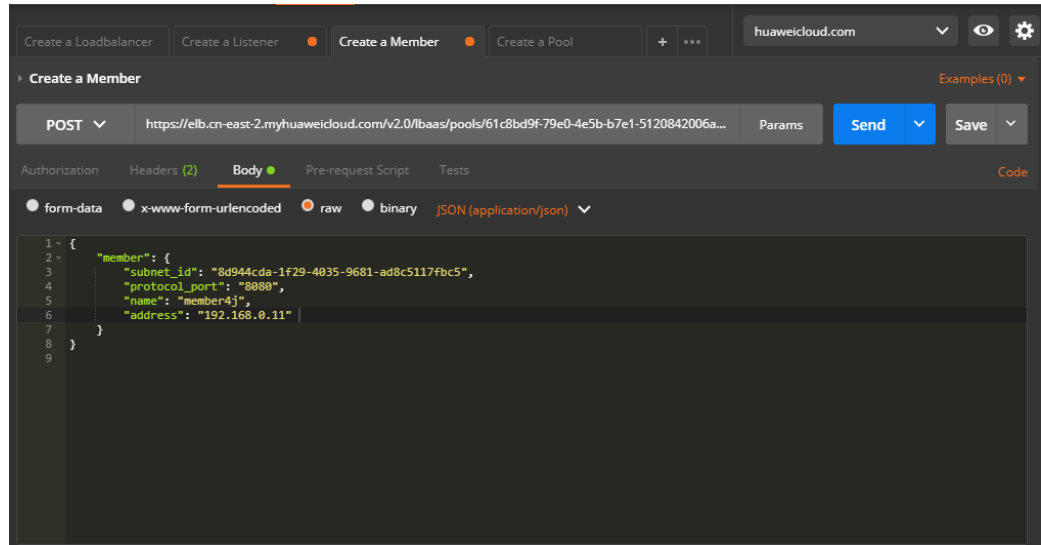 Create a Loadbalancer Create a Listener Create a Member Create a Pool + ••• huaweicloud.com
Create a Member Examples (0)
POST https://elb.cn-east-2.myhuaweicloud.com/v2.0/lbaas/pools/61c8bd9f-79e0-4e5b-b7e1-5120842006a... Params Send Save
Authorization Headers (2) Body Pre-request Script Tests Code
form-data x-www-form-urlencoded raw binary JSON (application/json)
1 {
2 "member": {
3 "subnet_id": "8d944cda-1f29-4035-9681-ad8c5117fbc5",
4 "protocol_port": "8080",
5 "name": "member4j",
6 "address": "192.168.0.11"
7 }
8 }
9